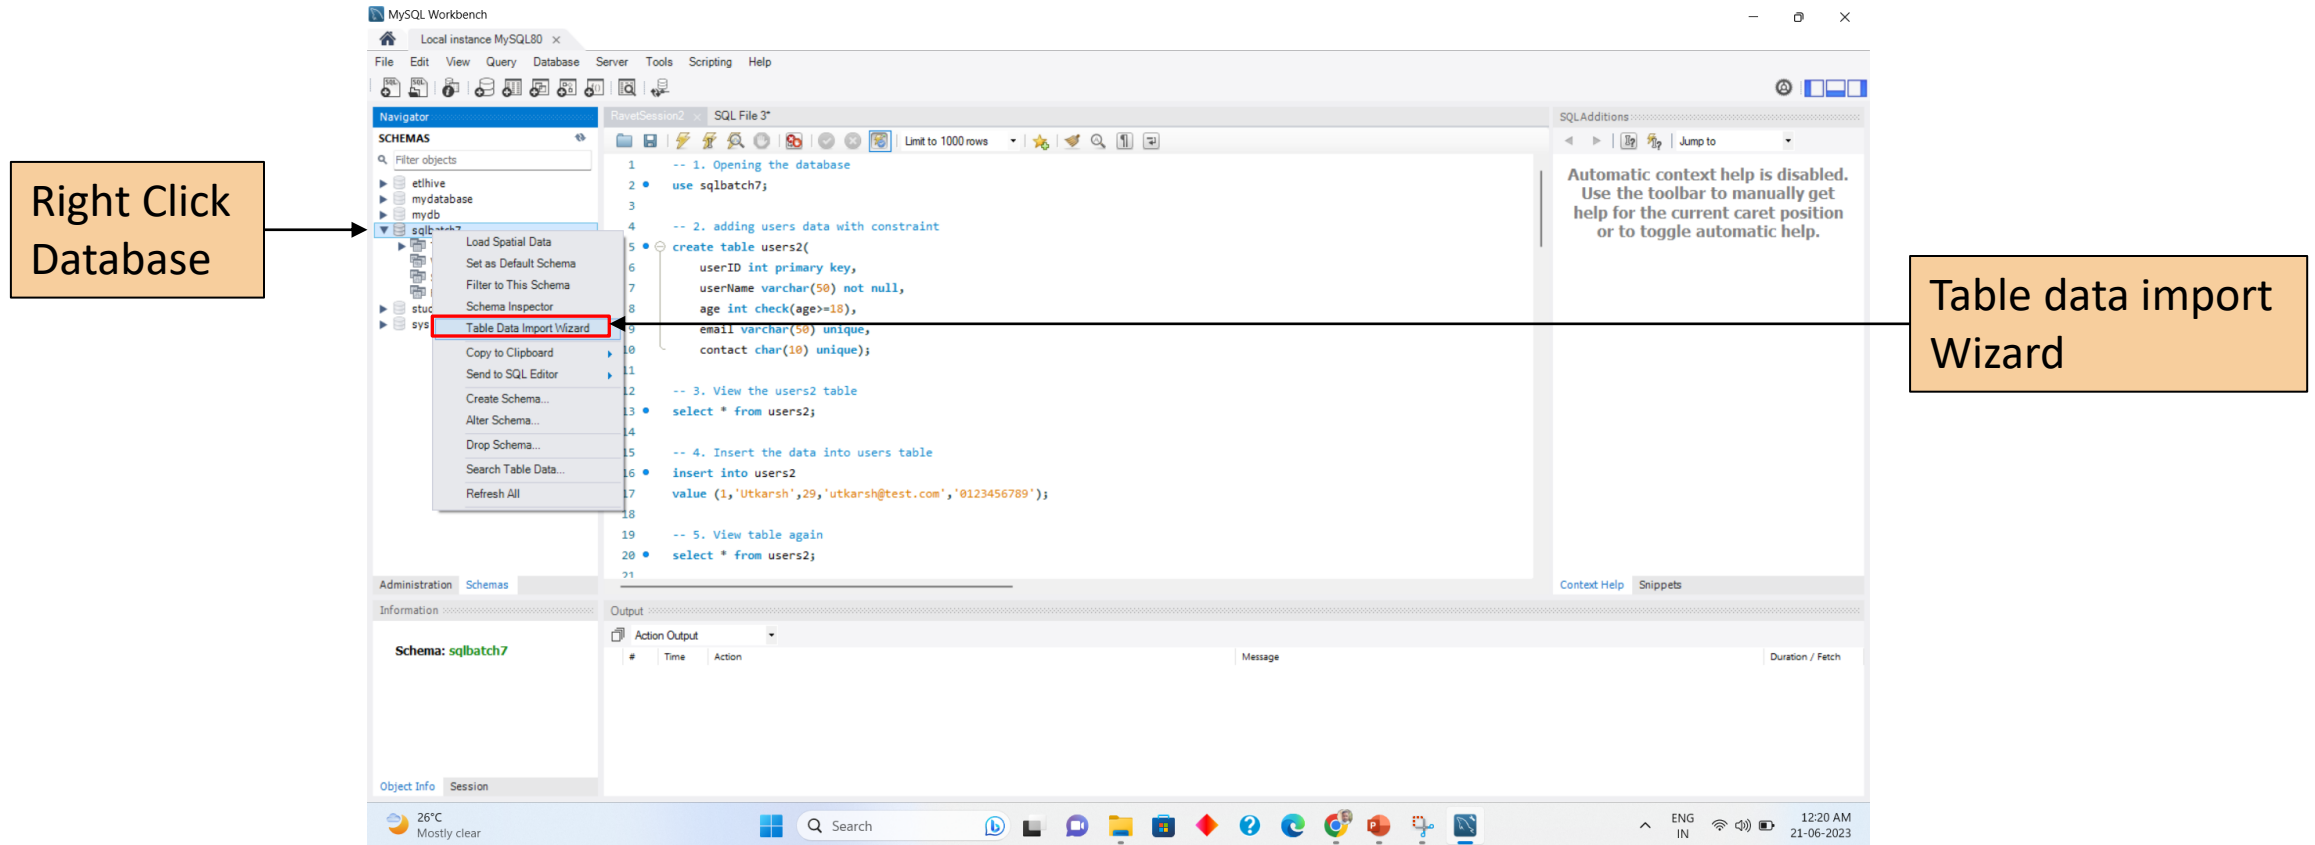 MySQL Workbench
Local instance MySQL80
File Edit View Query Database Server Tools Scripting Help
Navigator
SCHEMAS
Filter objects
etlhive
mydatabase
mydb
sqlbatch7
stud
sys
Load Spatial Data
Set as Default Schema
Filter to This Schema
Schema Inspector
Table Data Import Wizard
Copy to Clipboard
Send to SQL Editor
Create Schema...
Alter Schema...
Drop Schema...
Search Table Data...
Refresh All
Administration Schemas
Information
Schema: sqlbatch7
Object Info Session
Right Click
Database
RavetSession2 SQL File 3*
Limit to 1000 rows
1 -- 1. Opening the database
2 use sqlbatch7;
3
4 -- 2. adding users data with constraint
5 create table users2(
6 userID int primary key,
7 userName varchar(50) not null,
8 age int check(age>=18),
9 email varchar(50) unique,
10 contact char(10) unique);
11
12 -- 3. View the users2 table
13 select * from users2;
14
15 -- 4. Insert the data into users table
16 insert into users2
17 value (1,'Utkarsh',29,'utkarsh@test.com','0123456789');
18
19 -- 5. View table again
20 select * from users2;
21
Output
Action Output
# Time Action Message Duration / Fetch
SQLAdditions
Jump to
Automatic context help is disabled.
Use the toolbar to manually get
help for the current caret position
or to toggle automatic help.
Context Help Snippets
Table data import
Wizard
26°C
Mostly clear
Search
ENG
IN
12:20 AM
21-06-2023